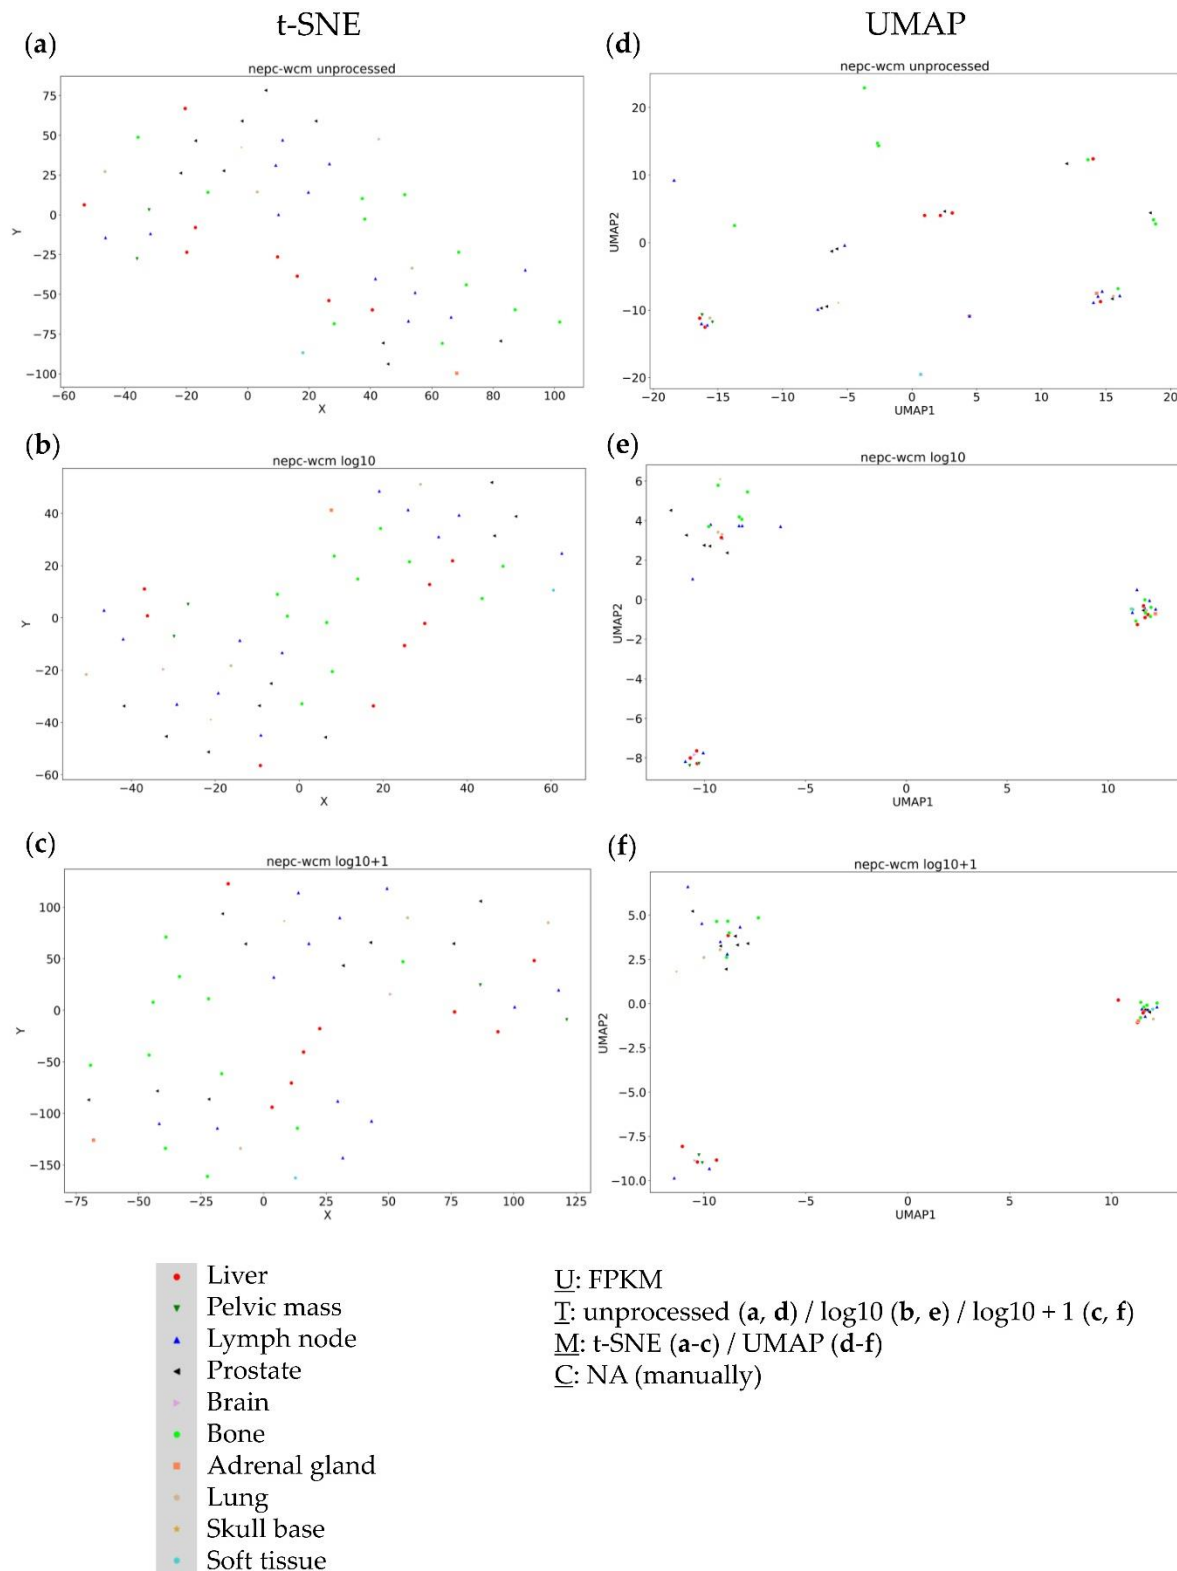 t-SNE
UMAP
(a)
nepc-wcm unprocessed
75
50
25
0
−25
−50
−75
−100
Y
−60 −40 −20 0 20 40 60 80 100
X
(d)
nepc-wcm unprocessed
20
10
0
−10
−20
UMAP2
−20 −15 −10 −5 0 5 10 15 20
UMAP1
(b)
nepc-wcm log10
40
20
0
−20
−40
−60
Y
−40 −20 0 20 40 60
X
(e)
nepc-wcm log10
6
4
2
0
−2
−4
−6
−8
UMAP2
−10 −5 0 5 10
UMAP1
(c)
nepc-wcm log10+1
100
50
0
−50
−100
−150
Y
−75 −50 −25 0 25 50 75 100 125
X
(f)
nepc-wcm log10+1
5.0
2.5
0.0
−2.5
−5.0
−7.5
−10.0
UMAP2
−10 −5 0 5 10
UMAP1
Liver
Pelvic mass
Lymph node
Prostate
Brain
Bone
Adrenal gland
Lung
Skull base
Soft tissue
U: FPKM
T: unprocessed (a, d) / log10 (b, e) / log10 + 1 (c, f)
M: t-SNE (a-c) / UMAP (d-f)
C: NA (manually)